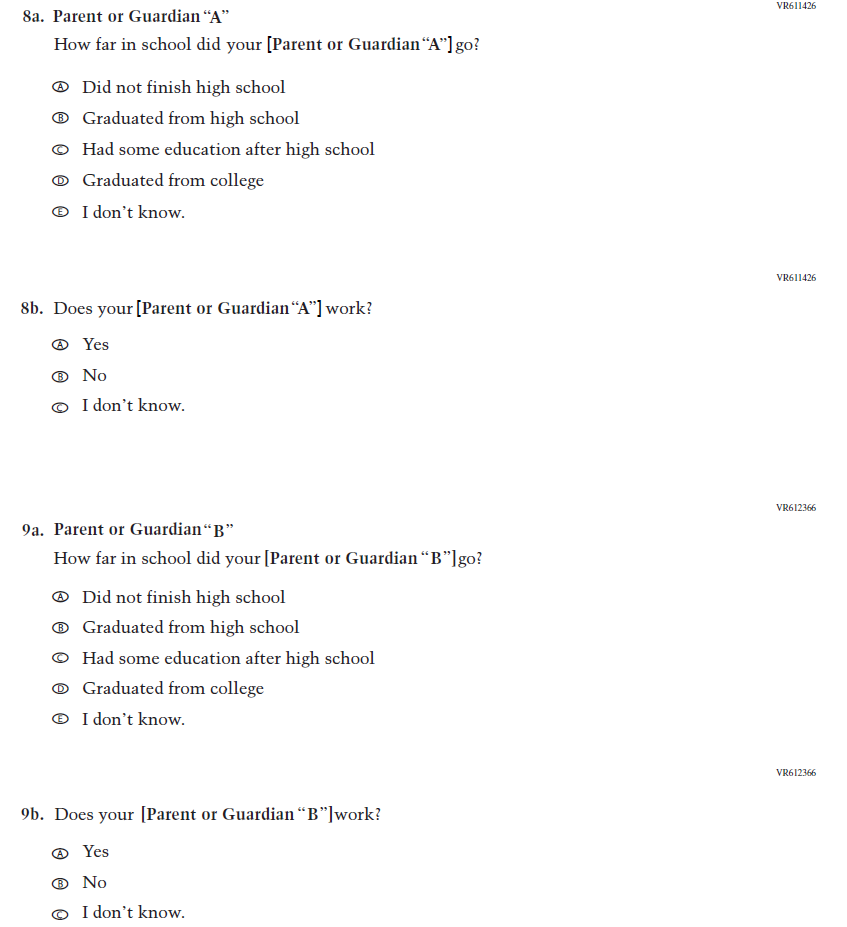 VR611426
8a. Parent or Guardian “A”
How far in school did your [Parent or Guardian “A”] go?
Ⓐ Did not finish high school
Ⓑ Graduated from high school
Ⓒ Had some education after high school
Ⓓ Graduated from college
Ⓔ I don’t know.
VR611426
8b. Does your [Parent or Guardian “A”] work?
Ⓐ Yes
Ⓑ No
Ⓒ I don’t know.
VR612366
9a. Parent or Guardian “B”
How far in school did your [Parent or Guardian “B”] go?
Ⓐ Did not finish high school
Ⓑ Graduated from high school
Ⓒ Had some education after high school
Ⓓ Graduated from college
Ⓔ I don’t know.
VR612366
9b. Does your [Parent or Guardian “B”] work?
Ⓐ Yes
Ⓑ No
Ⓒ I don’t know.